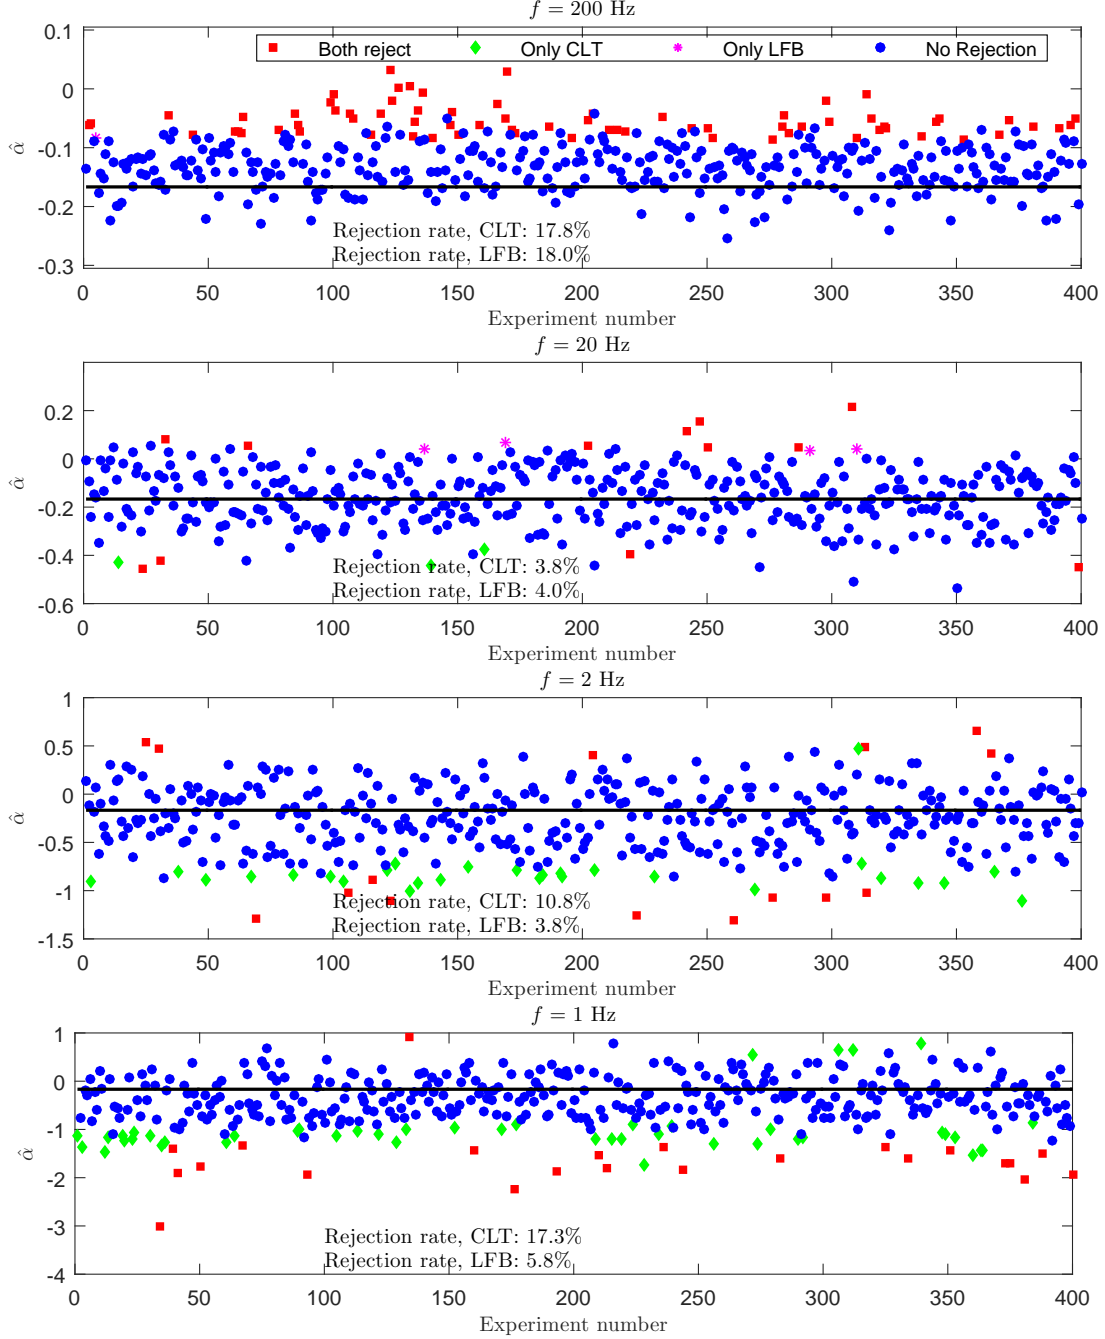 f = 200 Hz
0.1
Both reject Only CLT Only LFB No Rejection
0
-0.1
α̂
-0.2
Rejection rate, CLT: 17.8%
Rejection rate, LFB: 18.0%
-0.3
0 50 100 150 200 250 300 350 400
Experiment number
f = 20 Hz
0.2
0
α̂
-0.2
-0.4
Rejection rate, CLT: 3.8%
Rejection rate, LFB: 4.0%
-0.6
0 50 100 150 200 250 300 350 400
Experiment number
f = 2 Hz
1
0.5
0
α̂
-0.5
-1
Rejection rate, CLT: 10.8%
Rejection rate, LFB: 3.8%
-1.5
0 50 100 150 200 250 300 350 400
Experiment number
f = 1 Hz
1
0
-1
α̂
-2
-3
Rejection rate, CLT: 17.3%
Rejection rate, LFB: 5.8%
-4
0 50 100 150 200 250 300 350 400
Experiment number